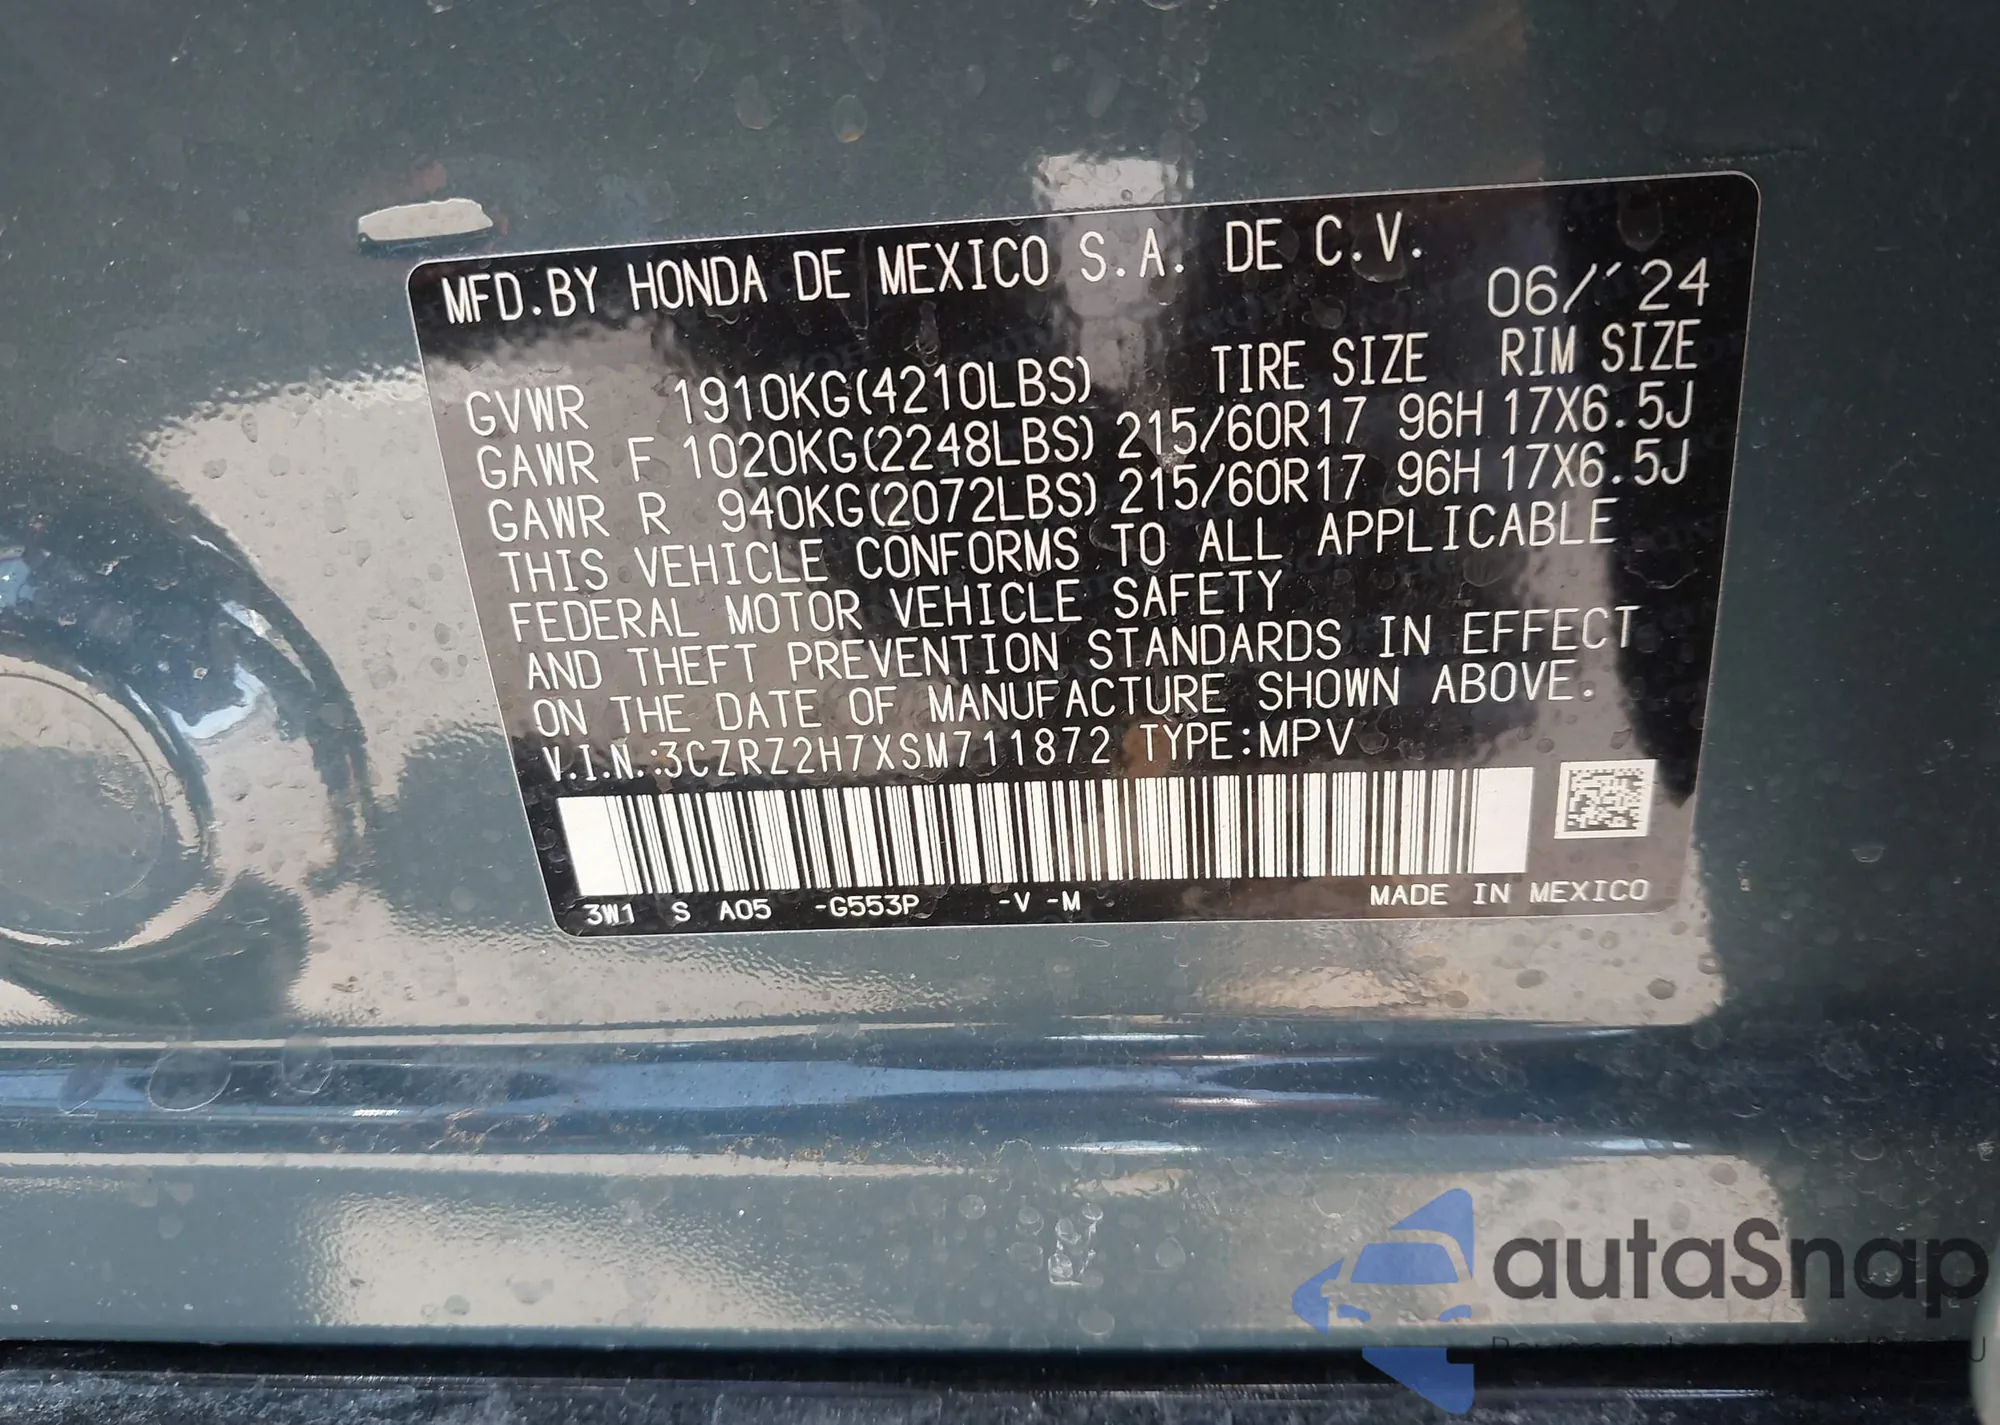 MFD.BY HONDA DE MEXICO S.A. DE C.V.
06/'24
GVWR 1910KG(4210LBS) TIRE SIZE RIM SIZE
GAWR F 1020KG(2248LBS) 215/60R17 96H 17X6.5J
GAWR R 940KG(2072LBS) 215/60R17 96H 17X6.5J
THIS VEHICLE CONFORMS TO ALL APPLICABLE
FEDERAL MOTOR VEHICLE SAFETY
AND THEFT PREVENTION STANDARDS IN EFFECT
ON THE DATE OF MANUFACTURE SHOWN ABOVE.
V.I.N.:3CZRZ2H7XSM711872 TYPE:MPV
3W1 S A05 -G553P -V -M MADE IN MEXICO
autaSnap